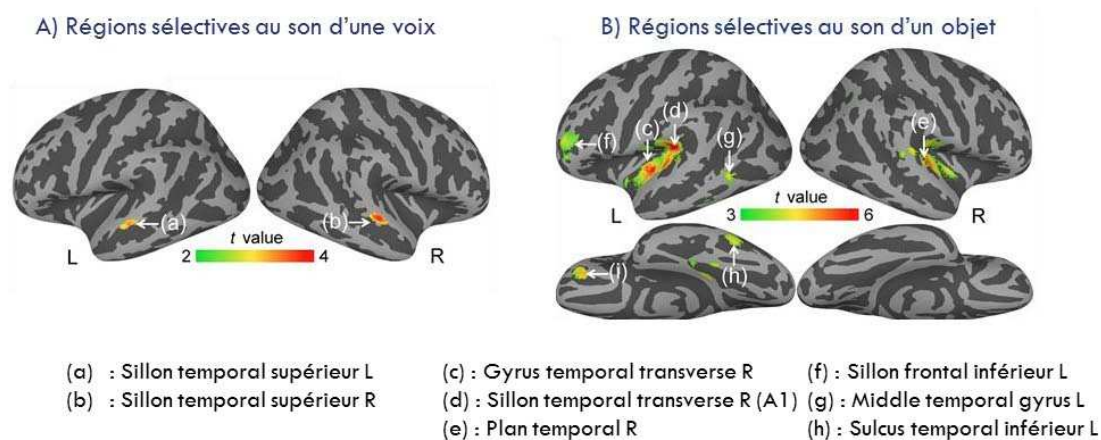 A) Régions sélectives au son d’une voix
B) Régions sélectives au son d’un objet
(a)
(b)
L
R
t value
2
4
(c)
(d)
(e)
(f)
(g)
L
R
t value
3
6
(i)
(h)
(a) : Sillon temporal supérieur L
(b) : Sillon temporal supérieur R
(c) : Gyrus temporal transverse R
(d) : Sillon temporal transverse R (A1)
(e) : Plan temporal R
(f) : Sillon frontal inférieur L
(g) : Middle temporal gyrus L
(h) : Sulcus temporal inférieur L